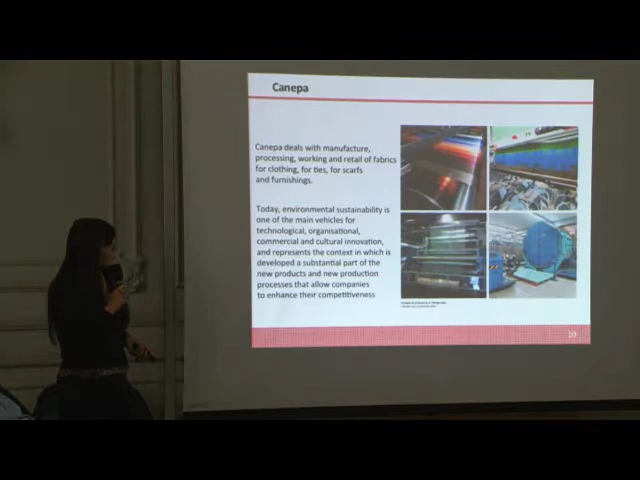 Canepa
Canepa deals with manufacture,
processing, working and retail of fabrics
for clothing, for ties, for scarfs
and furnishings.
Today, environmental sustainability is
one of the main vehicles for
technological, organisational,
commercial and cultural innovation,
and represents the context in which is
developed a substantial part of the
new products and new production
processes that allow companies
to enhance their competitiveness
20